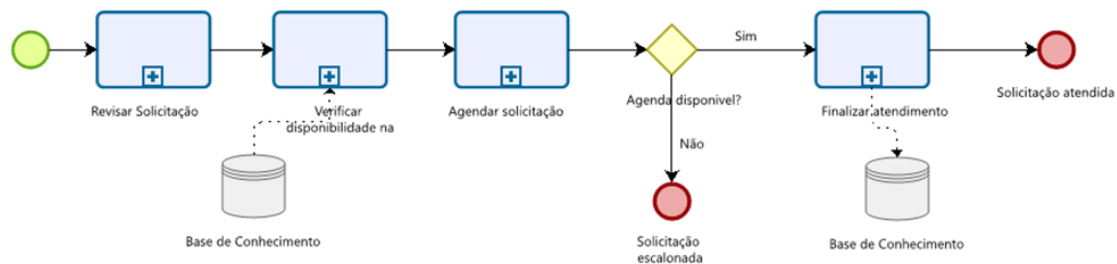 Revisar Solicitação
Verificar
disponibilidade na
Agendar solicitação
Sim
Agenda disponivel?
Não
Finalizar atendimento
Solicitação atendida
Base de Conhecimento
Solicitação
escalonada
Base de Conhecimento